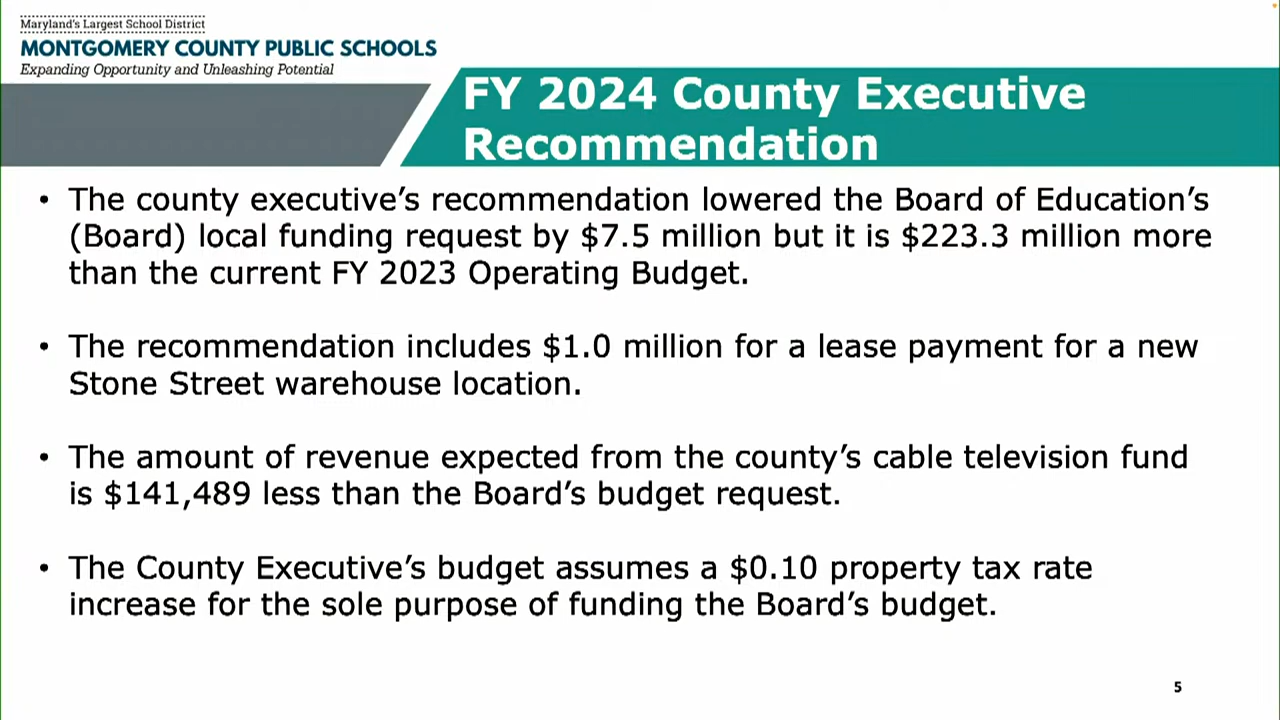 Maryland's Largest School District
MONTGOMERY COUNTY PUBLIC SCHOOLS
Expanding Opportunity and Unleashing Potential
FY 2024 County Executive
Recommendation
• The county executive's recommendation lowered the Board of Education's
(Board) local funding request by $7.5 million but it is $223.3 million more
than the current FY 2023 Operating Budget.
• The recommendation includes $1.0 million for a lease payment for a new
Stone Street warehouse location.
• The amount of revenue expected from the county's cable television fund
is $141,489 less than the Board's budget request.
• The County Executive's budget assumes a $0.10 property tax rate
increase for the sole purpose of funding the Board's budget.
5